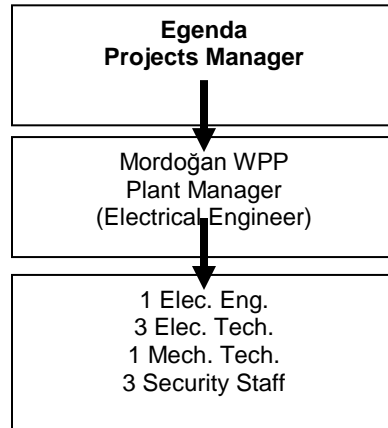 Egenda
Projects Manager
Mordoğan WPP
Plant Manager
(Electrical Engineer)
1 Elec. Eng.
3 Elec. Tech.
1 Mech. Tech.
3 Security Staff